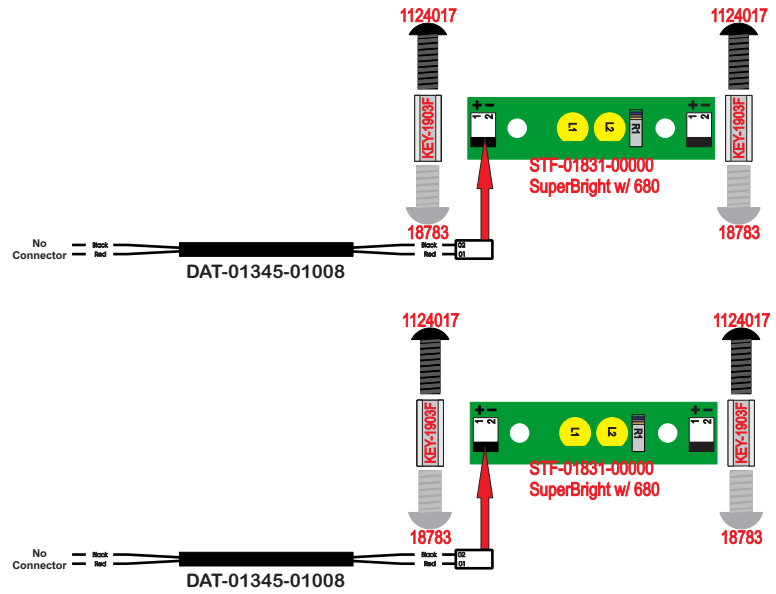 1124017
1124017
KEY-1903F
+ −
1 2
L1
L2
R1
+ −
1 2
KEY-1903F
STF-01831-00000
SuperBright w/ 680
18783
18783
No
Connector
Black
Red
Black
Red
02
01
DAT-01345-01008
1124017
1124017
KEY-1903F
+ −
1 2
L1
L2
R1
+ −
1 2
KEY-1903F
STF-01831-00000
SuperBright w/ 680
18783
18783
No
Connector
Black
Red
Black
Red
02
01
DAT-01345-01008